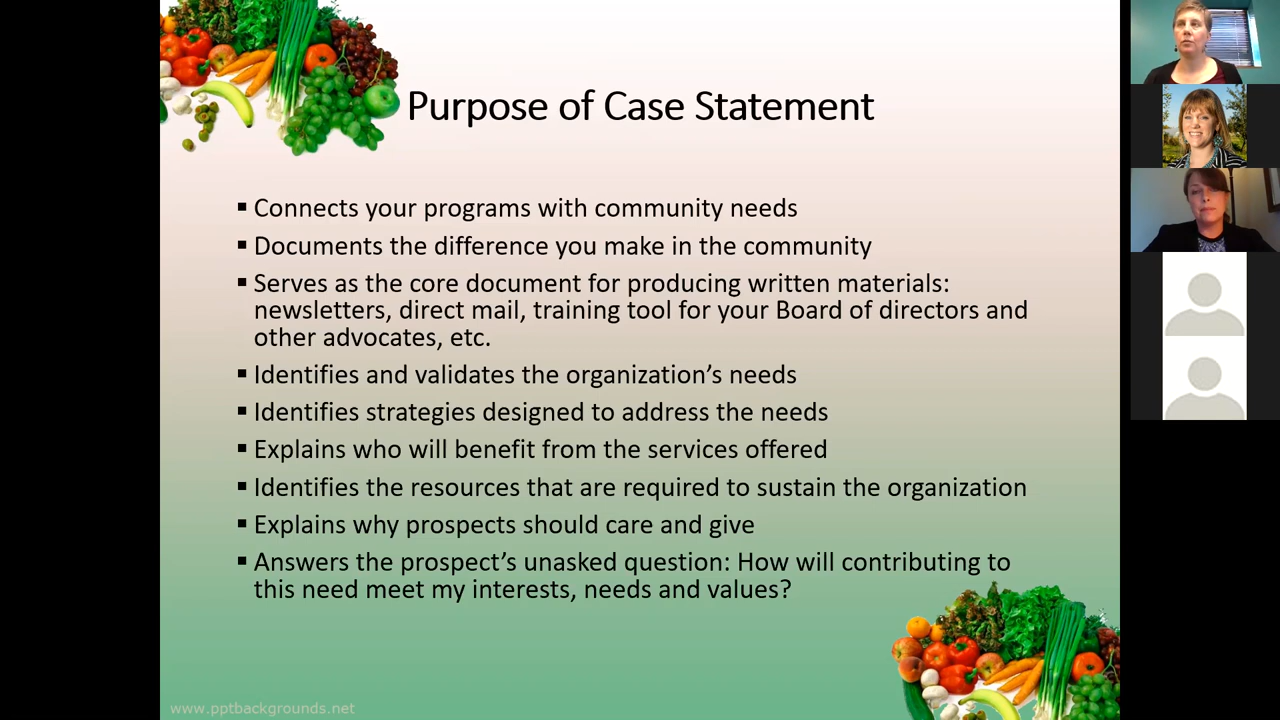 Purpose of Case Statement
▪ Connects your programs with community needs
▪ Documents the difference you make in the community
▪ Serves as the core document for producing written materials:
newsletters, direct mail, training tool for your Board of directors and
other advocates, etc.
▪ Identifies and validates the organization’s needs
▪ Identifies strategies designed to address the needs
▪ Explains who will benefit from the services offered
▪ Identifies the resources that are required to sustain the organization
▪ Explains why prospects should care and give
▪ Answers the prospect’s unasked question: How will contributing to
this need meet my interests, needs and values?
www.pptbackgrounds.net